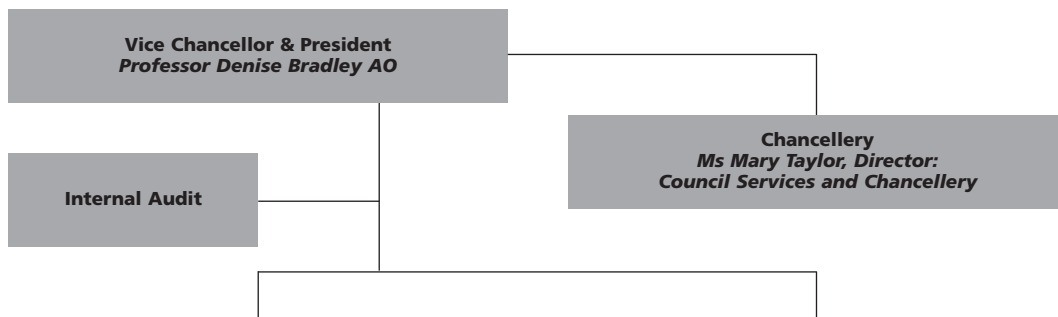 Vice Chancellor & President
Professor Denise Bradley AO
Chancellery
Ms Mary Taylor, Director:
Council Services and Chancellery
Internal Audit